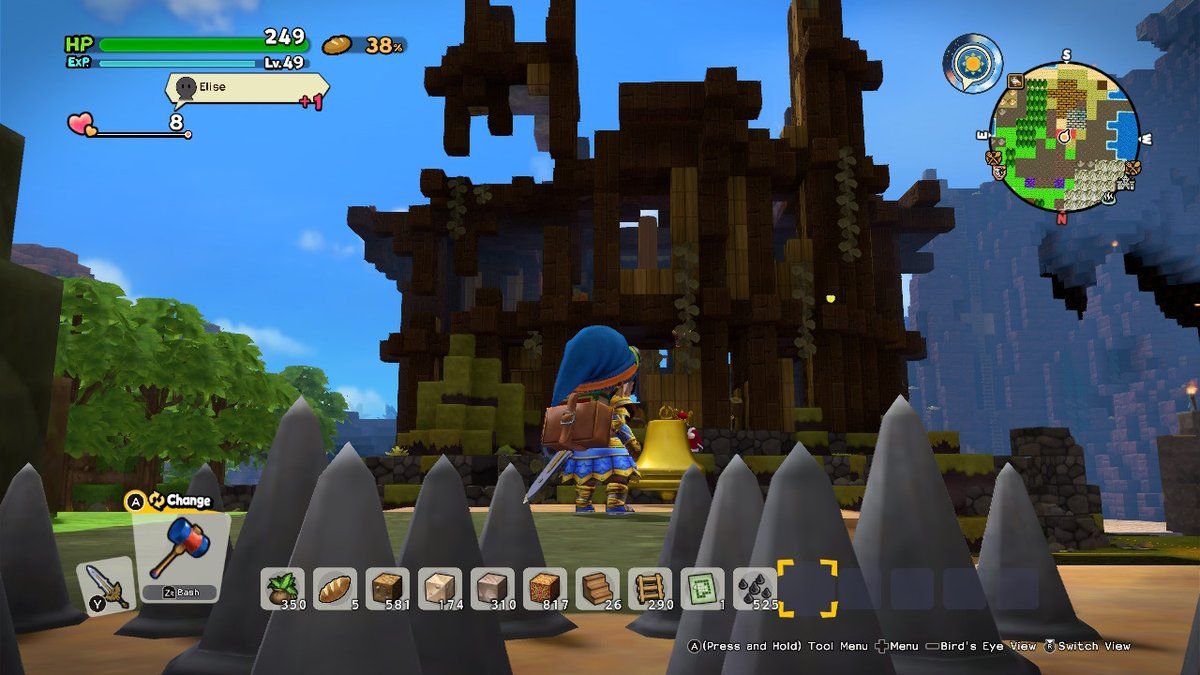 HP 249 38%
EXP. Lv.49
Elise
+1
8
S
E
W
N
A Change
Y
ZR Bash
350 5 581 174 310 817 26 290 1 525
A (Press and Hold) Tool Menu Menu Bird's Eye View R Switch View